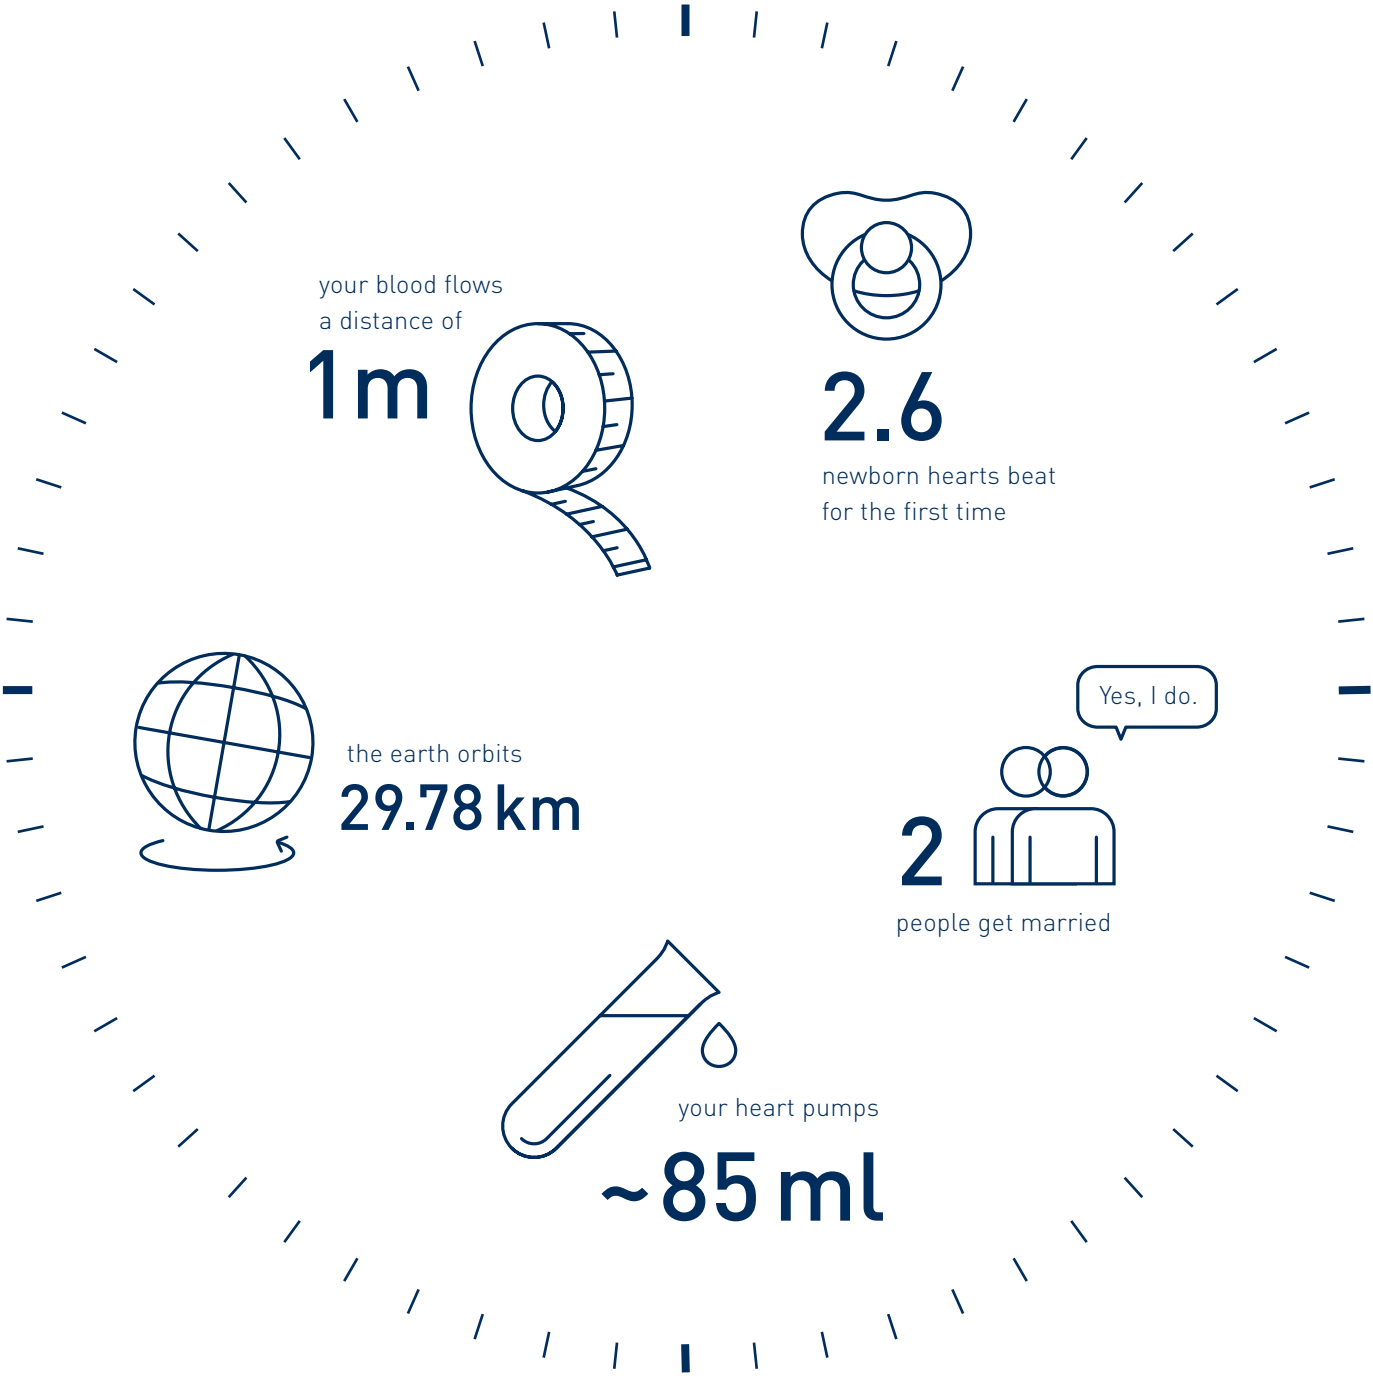 your blood flows
a distance of
1m
2.6
newborn hearts beat
for the first time
the earth orbits
29.78 km
Yes, I do.
2
people get married
your heart pumps
~85 ml